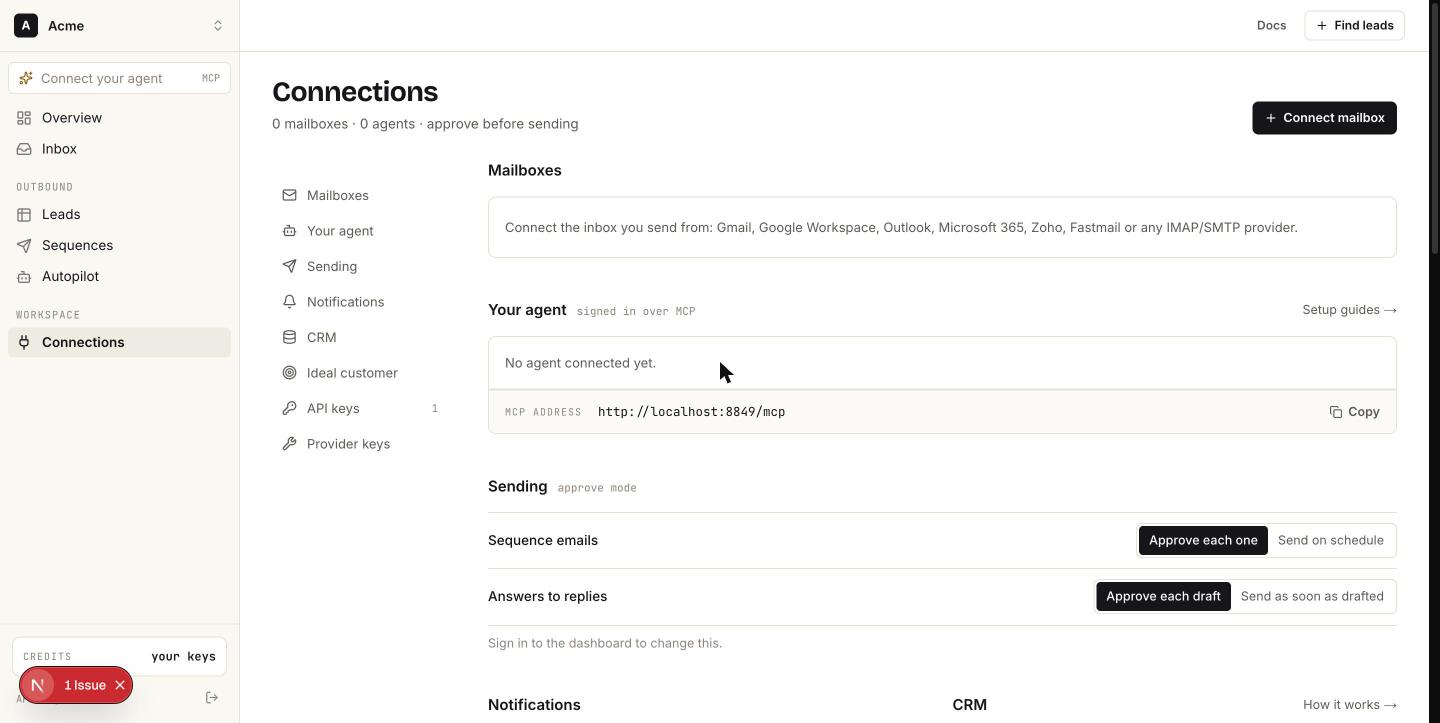 A Acme
Docs
+ Find leads
Connect your agent MCP
Overview
Inbox
OUTBOUND
Leads
Sequences
Autopilot
WORKSPACE
Connections
Connections
0 mailboxes · 0 agents · approve before sending
+ Connect mailbox
Mailboxes
Your agent
Sending
Notifications
CRM
Ideal customer
API keys 1
Provider keys
Mailboxes
Connect the inbox you send from: Gmail, Google Workspace, Outlook, Microsoft 365, Zoho, Fastmail or any IMAP/SMTP provider.
Your agent signed in over MCP Setup guides →
No agent connected yet.
MCP ADDRESS http://localhost:8849/mcp Copy
Sending approve mode
Sequence emails Approve each one Send on schedule
Answers to replies Approve each draft Send as soon as drafted
Sign in to the dashboard to change this.
Notifications
CRM How it works →
CREDITS your keys
N 1 Issue ×